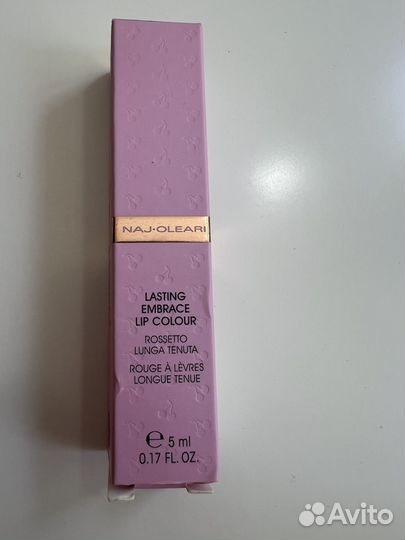 NAJ•OLEARI
LASTING
EMBRACE
LIP COLOUR
ROSSETTO
LUNGA TENUTA
ROUGE À LÈVRES
LONGUE TENUE
℮ 5 ml
0.17 FL. OZ.
Avito